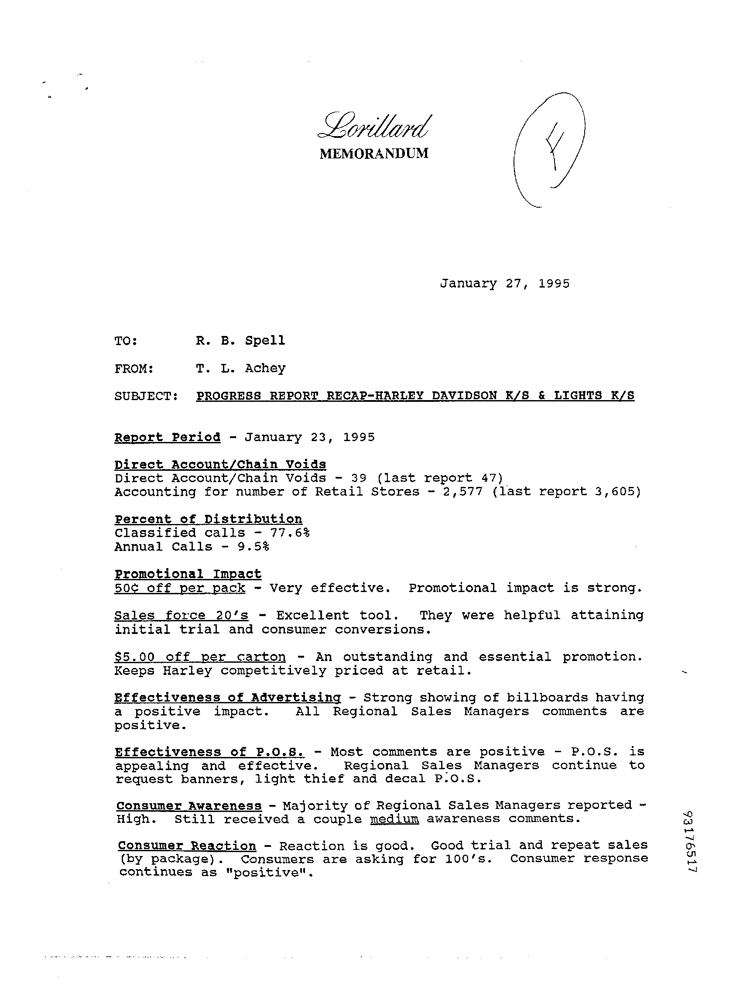 Lorillard
MEMORANDUM
January 27, 1995
TO: R. B. Spell
FROM: T. L. Achey
SUBJECT: PROGRESS REPORT RECAP-HARLEY DAVIDSON K/S & LIGHTS K/S
Report Period - January 23, 1995
Direct Account/Chain Voids
Direct Account/Chain Voids - 39 (last report 47)
Accounting for number of Retail Stores - 2,577 (last report 3,605)
Percent of Distribution
Classified calls - 77.6%
Annual Calls - 9.5%
Promotional Impact
50¢ off per pack - Very effective. Promotional impact is strong.
Sales force 20's - Excellent tool. They were helpful attaining
initial trial and consumer conversions.
$5.00 off per carton - An outstanding and essential promotion.
Keeps Harley competitively priced at retail.
Effectiveness of Advertising - Strong showing of billboards having
a positive impact. All Regional Sales Managers comments are
positive.
Effectiveness of P.O.S. - Most comments are positive - P.O.S. is
appealing and effective. Regional Sales Managers continue to
request banners, light thief and decal P.O.S.
Consumer Awareness - Majority of Regional Sales Managers reported -
High. Still received a couple medium awareness comments.
Consumer Reaction - Reaction is good. Good trial and repeat sales
(by package). Consumers are asking for 100's. Consumer response
continues as "positive".
93176517